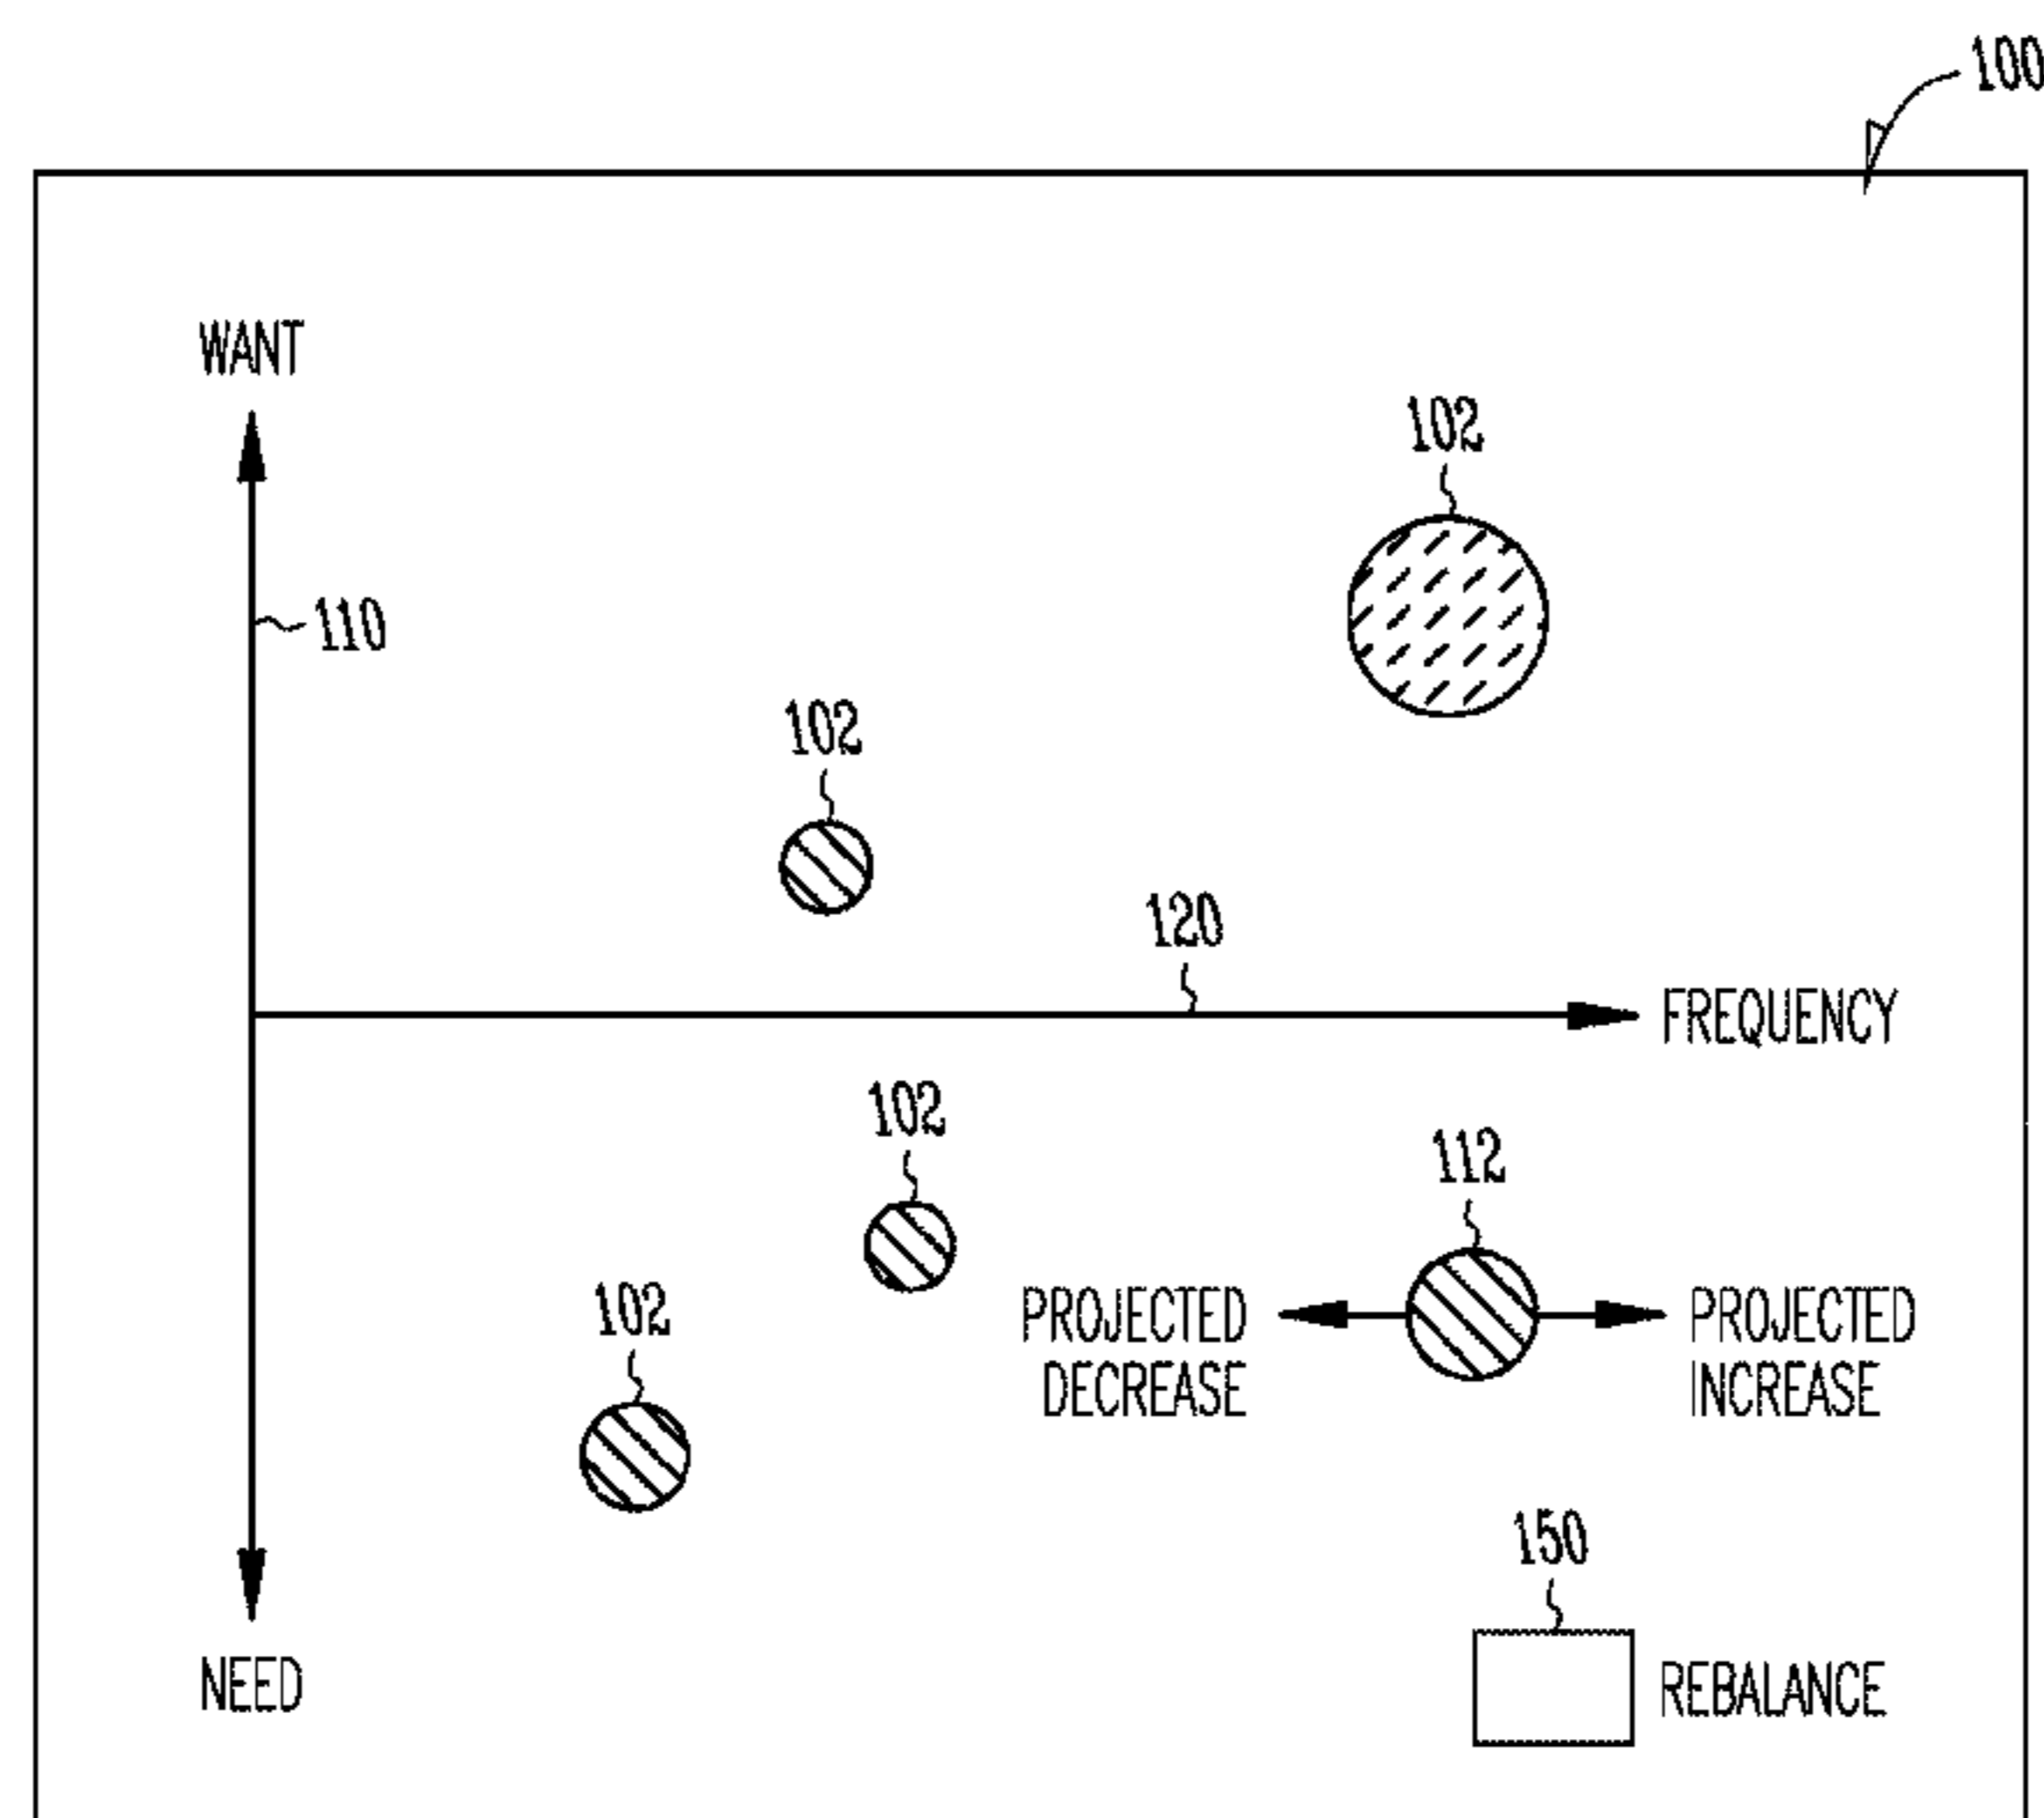 100
WANT
102
110
102
120
FREQUENCY
102
112
102
PROJECTED
DECREASE
PROJECTED
INCREASE
150
NEED
REBALANCE